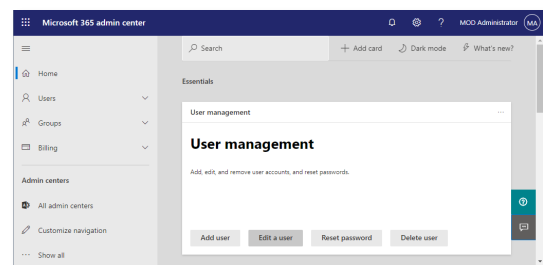 Microsoft 365 admin center
? MOD Administrator MA
Search
Add card
Dark mode
What's new?
Home
Users
Groups
Billing
Admin centers
All admin centers
Customize navigation
Show all
Essentials
User management
User management
Add, edit, and remove user accounts, and reset passwords.
Add user
Edit a user
Reset password
Delete user